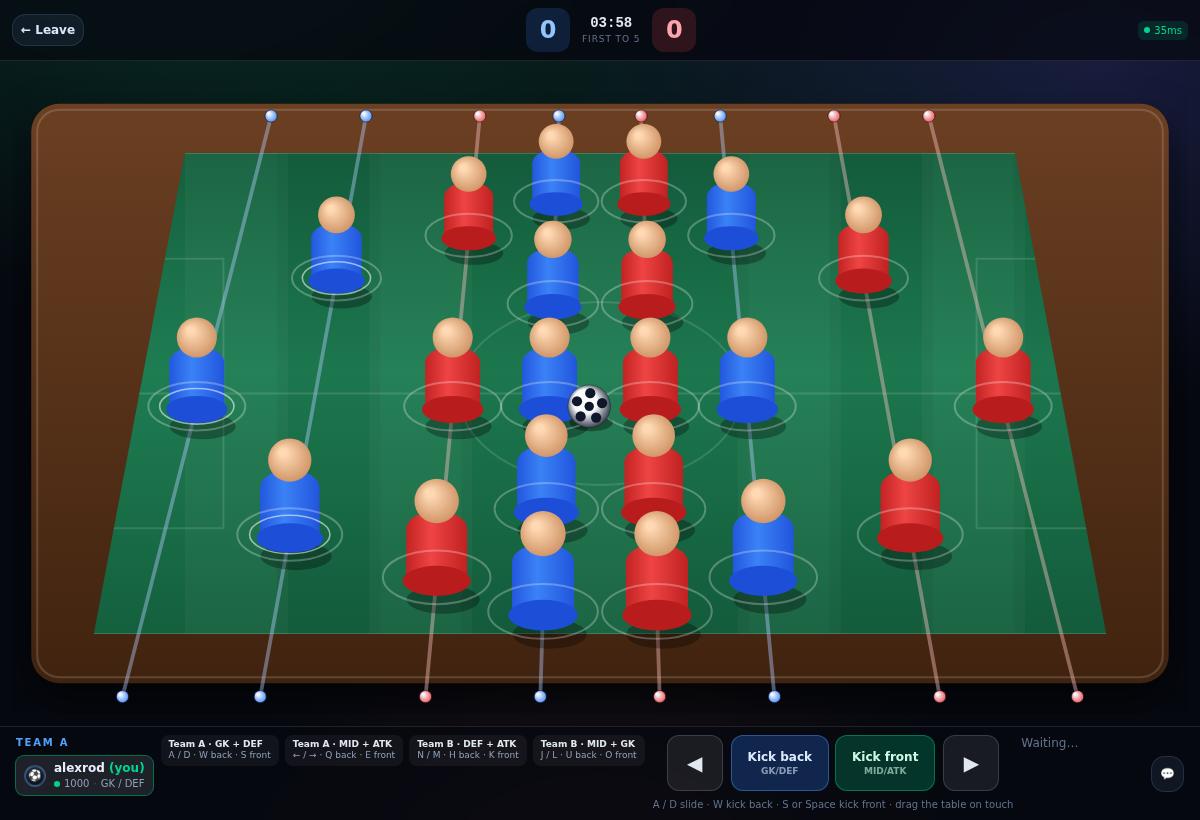 ← Leave
0
03:58
FIRST TO 5
0
35ms
TEAM A
alexrod (you)
1000 · GK / DEF
Team A · GK + DEF
A / D · W back · S front
Team A · MID + ATK
← / → · Q back · E front
Team B · DEF + ATK
N / M · H back · K front
Team B · MID + GK
J / L · U back · O front
◀
Kick back
GK/DEF
Kick front
MID/ATK
▶
Waiting…
A / D slide · W kick back · S or Space kick front · drag the table on touch